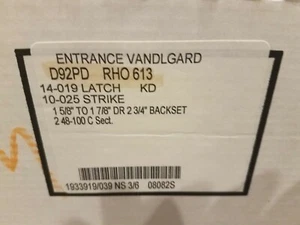 ENTRANCE VANDLGARD
D92PD RHO 613
14-019 LATCH KD
10-025 STRIKE
1 5/8" TO 1 7/8" DR 2 3/4" BACKSET
2 48-100 C Sect.
1933919/039 NS 3/6 08082S